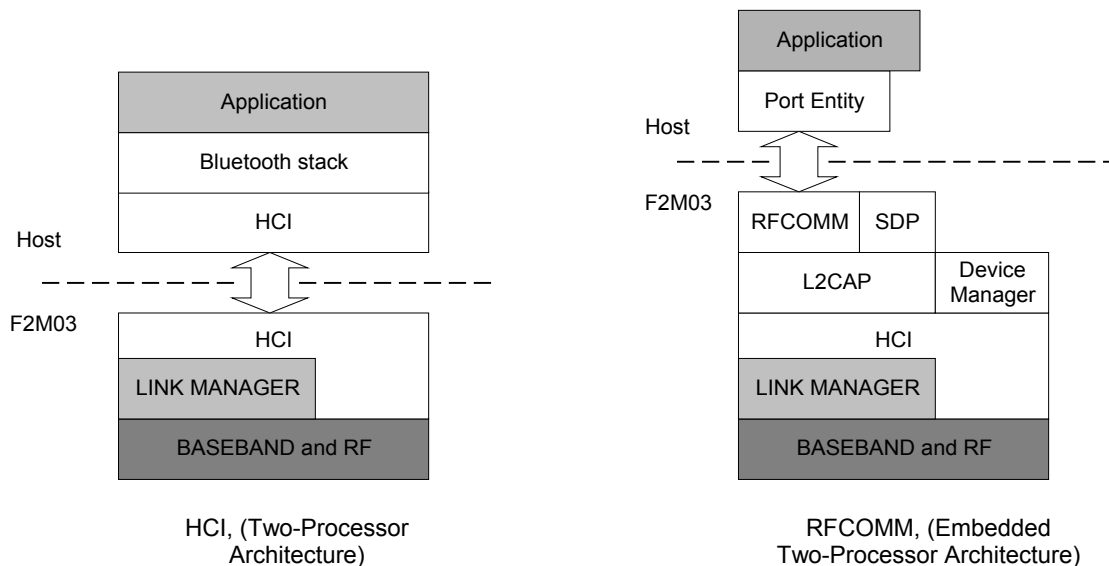 Application
Bluetooth stack
HCI
Host
F2M03
HCI
LINK MANAGER
BASEBAND and RF
HCI, (Two-Processor
Architecture)
Application
Port Entity
Host
F2M03
RFCOMM
SDP
L2CAP
Device
Manager
HCI
LINK MANAGER
BASEBAND and RF
RFCOMM, (Embedded
Two-Processor Architecture)